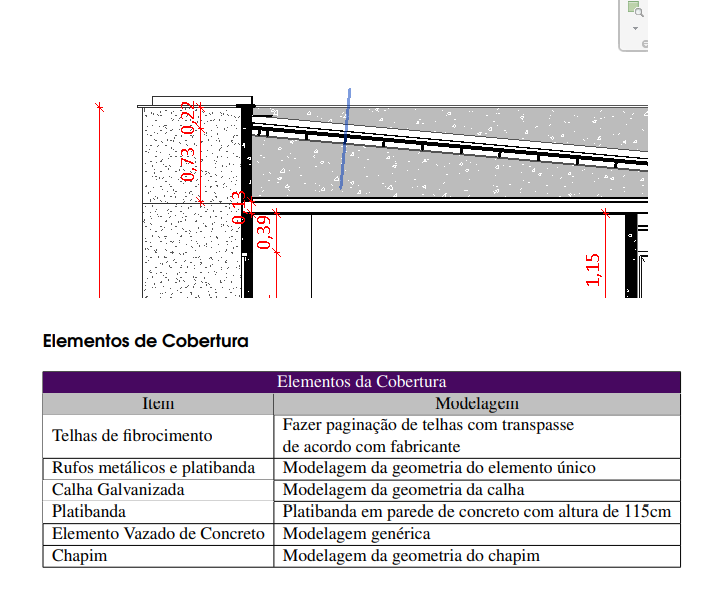 0,22
0,73
0,13
0,39
1,15
Elementos de Cobertura
Elementos da Cobertura
Item Modelagem
Telhas de fibrocimento Fazer paginação de telhas com transpasse
de acordo com fabricante
Rufos metálicos e platibanda Modelagem da geometria do elemento único
Calha Galvanizada Modelagem da geometria da calha
Platibanda Platibanda em parede de concreto com altura de 115cm
Elemento Vazado de Concreto Modelagem genérica
Chapim Modelagem da geometria do chapim